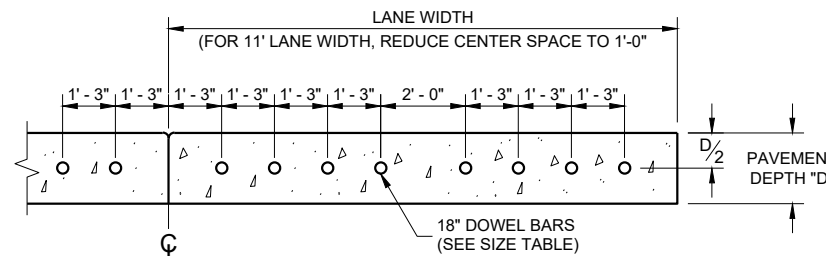 LANE WIDTH
(FOR 11' LANE WIDTH, REDUCE CENTER SPACE TO 1'-0"
1' - 3" 1' - 3" 1' - 3" 1' - 3" 1' - 3" 1' - 3" 2' - 0" 1' - 3" 1' - 3" 1' - 3"
D/2
PAVEMEN
DEPTH "D
18" DOWEL BARS
(SEE SIZE TABLE)
℄